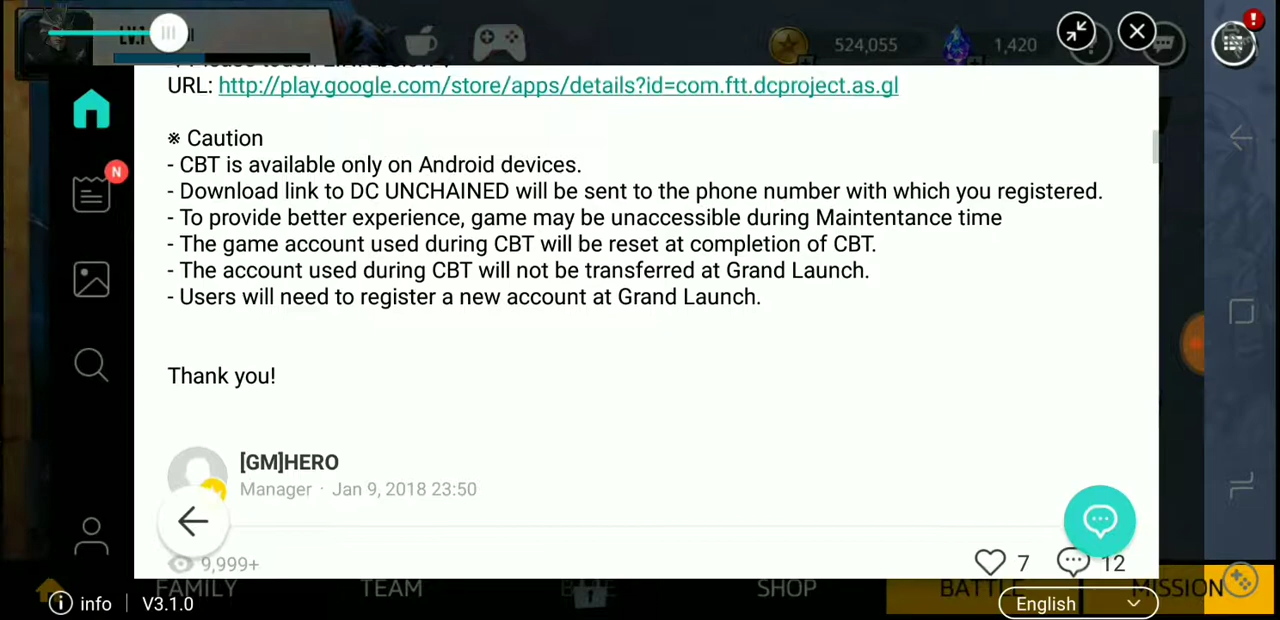 LV.1
524,055
1,420
!
URL: http://play.google.com/store/apps/details?id=com.ftt.dcproject.as.gl
※ Caution
- CBT is available only on Android devices.
N
- Download link to DC UNCHAINED will be sent to the phone number with which you registered.
- To provide better experience, game may be unaccessible during Maintentance time
- The game account used during CBT will be reset at completion of CBT.
- The account used during CBT will not be transferred at Grand Launch.
- Users will need to register a new account at Grand Launch.
Thank you!
[GM]HERO
Manager · Jan 9, 2018 23:50
9,999+
7
12
FAMILY
TEAM
SHOP
BATTLE
MISSION
info | V3.1.0
English